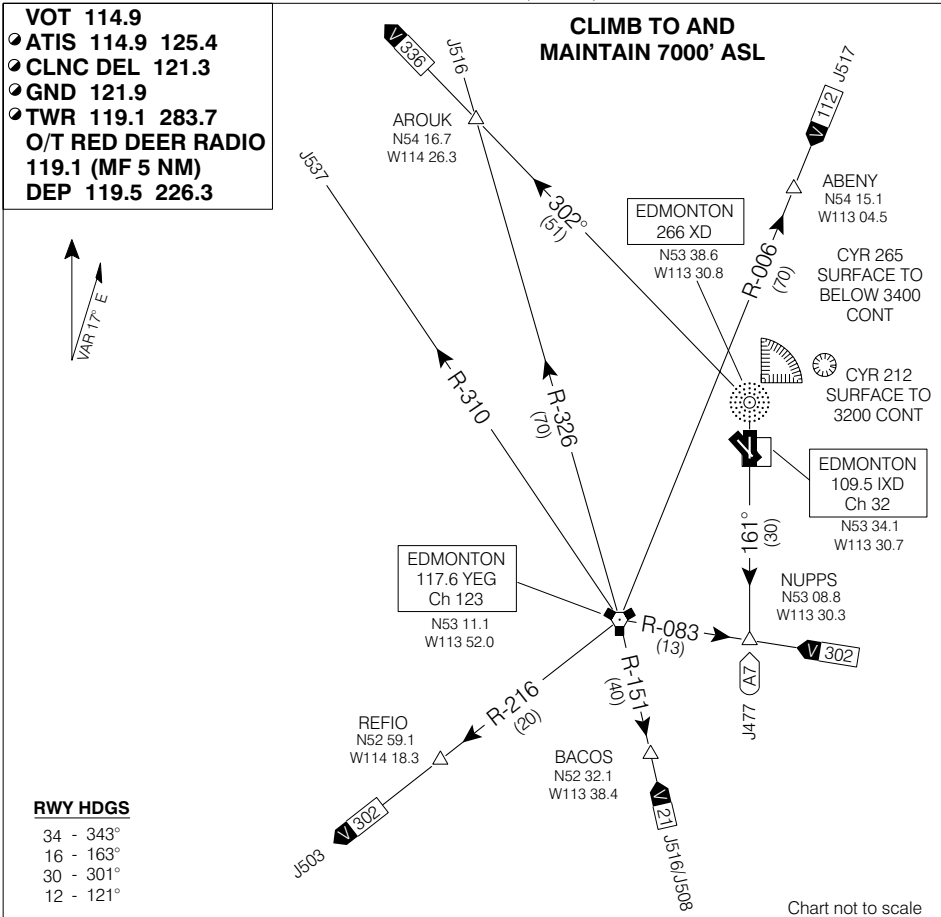 VOT 114.9
ATIS 114.9 125.4
CLNC DEL 121.3
GND 121.9
TWR 119.1 283.7
O/T RED DEER RADIO
119.1 (MF 5 NM)
DEP 119.5 226.3
CLIMB TO AND
MAINTAIN 7000' ASL
V 336
J516
AROUK
N54 16.7
W114 26.3
J537
302°
(51)
V 112
J517
ABENY
N54 15.1
W113 04.5
EDMONTON
266 XD
N53 38.6
W113 30.8
R-006
(70)
CYR 265
SURFACE TO
BELOW 3400
CONT
CYR 212
SURFACE TO
3200 CONT
VAR 17° E
R-310
R-326
(70)
EDMONTON
109.5 IXD
Ch 32
N53 34.1
W113 30.7
161°
(30)
EDMONTON
117.6 YEG
Ch 123
N53 11.1
W113 52.0
NUPPS
N53 08.8
W113 30.3
R-083
(13)
V 302
A7
J477
R-151
(40)
R-216
(20)
REFIO
N52 59.1
W114 18.3
V 302
J503
BACOS
N52 32.1
W113 38.4
V 21
J516/J508
RWY HDGS
34 - 343°
16 - 163°
30 - 301°
12 - 121°
Chart not to scale